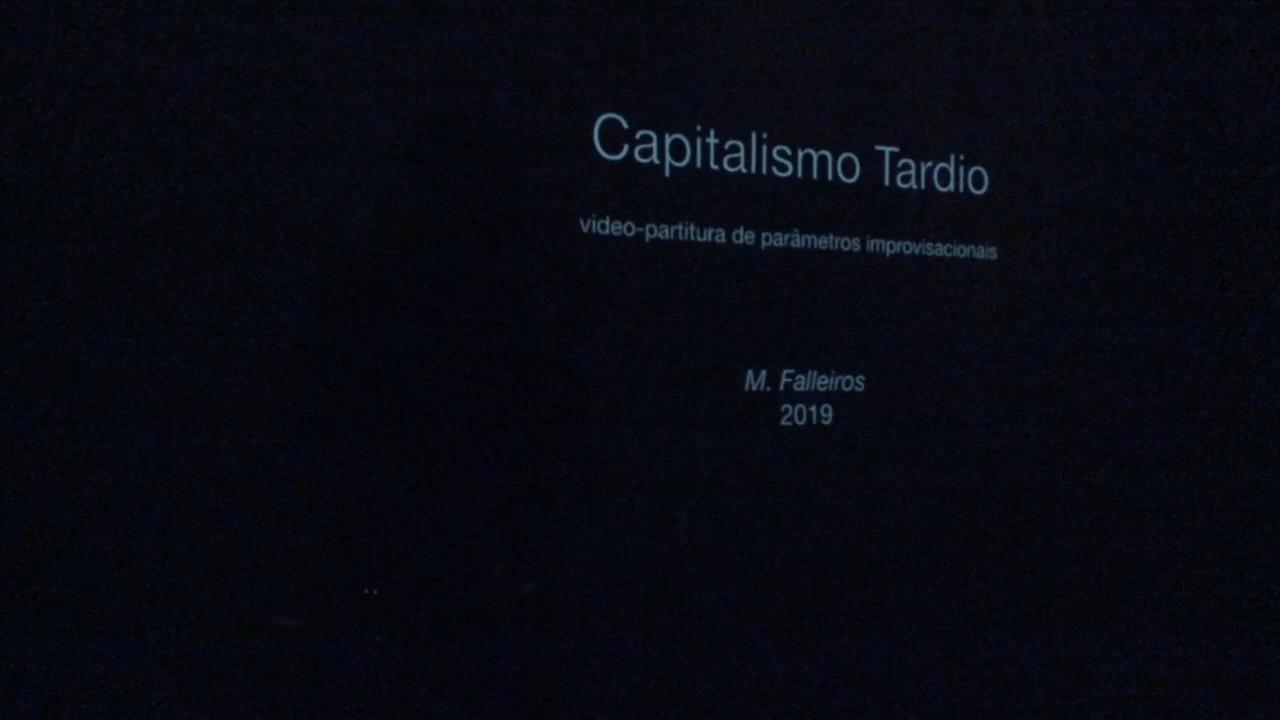 Capitalismo Tardio
video-partitura de parâmetros improvisacionais
M. Falleiros
2019